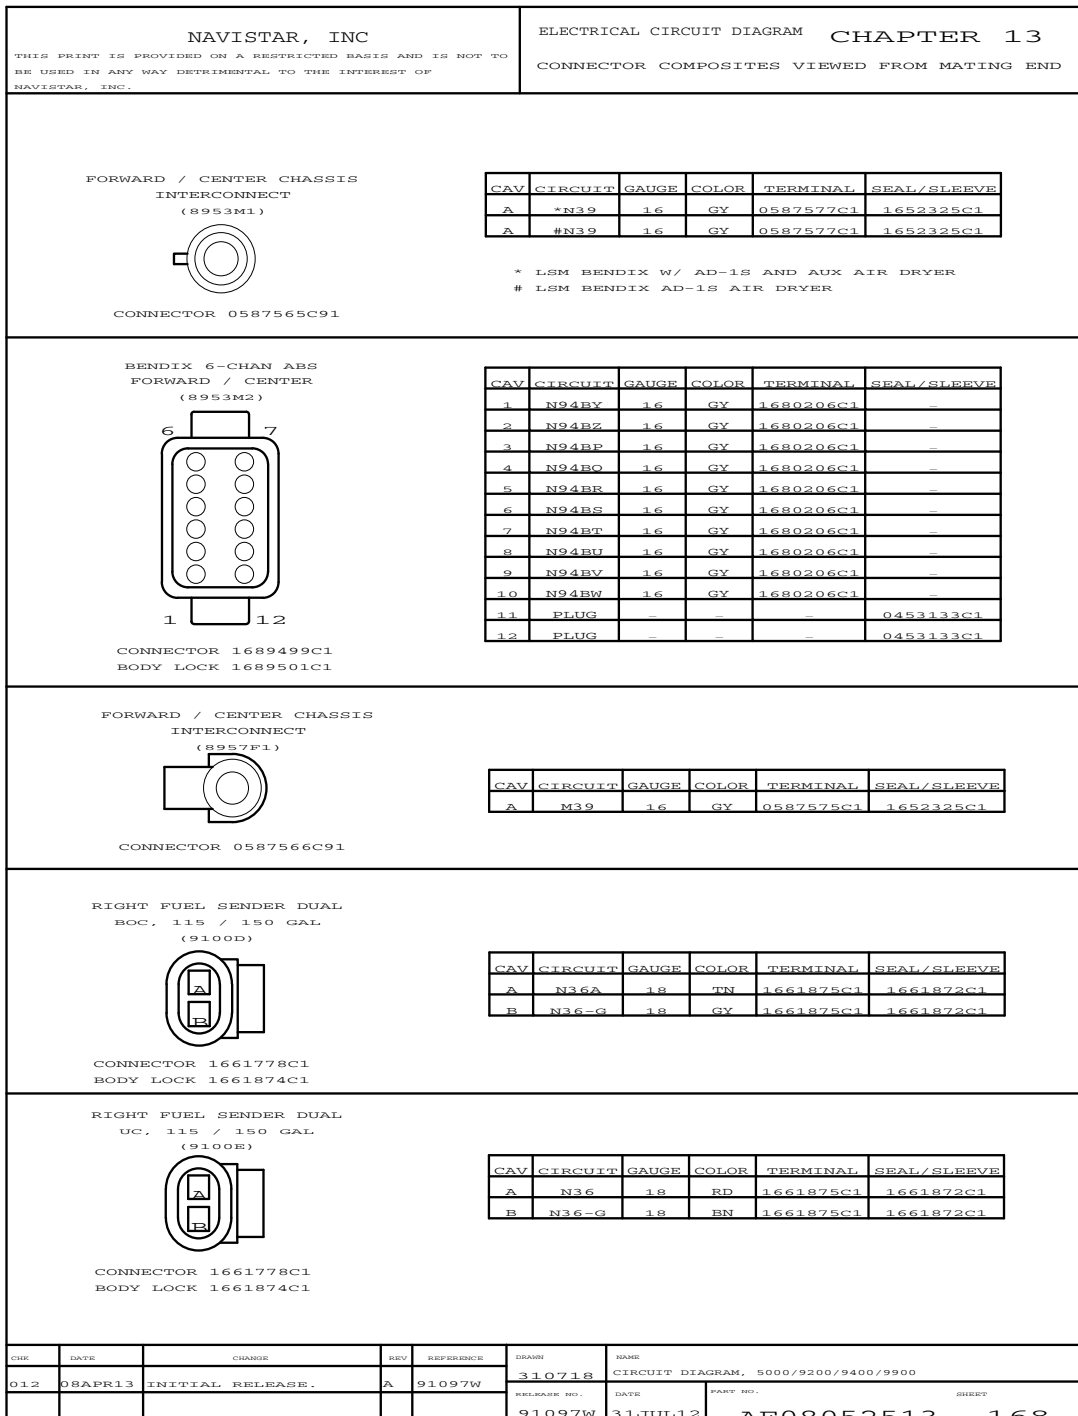 NAVISTAR, INC
THIS PRINT IS PROVIDED ON A RESTRICTED BASIS AND IS NOT TO
BE USED IN ANY WAY DETRIMENTAL TO THE INTEREST OF
NAVISTAR, INC.
ELECTRICAL CIRCUIT DIAGRAM CHAPTER 13
CONNECTOR COMPOSITES VIEWED FROM MATING END
FORWARD / CENTER CHASSIS
INTERCONNECT
(8953M1)
CONNECTOR 0587565C91
CAV CIRCUIT GAUGE COLOR TERMINAL SEAL/SLEEVE
A *N39 16 GY 0587577C1 1652325C1
A #N39 16 GY 0587577C1 1652325C1
* LSM BENDIX W/ AD-1S AND AUX AIR DRYER
# LSM BENDIX AD-1S AIR DRYER
BENDIX 6-CHAN ABS
FORWARD / CENTER
(8953M2)
6 7
1 12
CONNECTOR 1689499C1
BODY LOCK 1689501C1
CAV CIRCUIT GAUGE COLOR TERMINAL SEAL/SLEEVE
1 N94BY 16 GY 1680206C1 -
2 N94BZ 16 GY 1680206C1 -
3 N94BP 16 GY 1680206C1 -
4 N94BQ 16 GY 1680206C1 -
5 N94BR 16 GY 1680206C1 -
6 N94BS 16 GY 1680206C1 -
7 N94BT 16 GY 1680206C1 -
8 N94BU 16 GY 1680206C1 -
9 N94BV 16 GY 1680206C1 -
10 N94BW 16 GY 1680206C1 -
11 PLUG - - - 0453133C1
12 PLUG - - - 0453133C1
FORWARD / CENTER CHASSIS
INTERCONNECT
(8957F1)
CONNECTOR 0587566C91
CAV CIRCUIT GAUGE COLOR TERMINAL SEAL/SLEEVE
A M39 16 GY 0587575C1 1652325C1
RIGHT FUEL SENDER DUAL
BOC, 115 / 150 GAL
(9100D)
A
B
CONNECTOR 1661778C1
BODY LOCK 1661874C1
CAV CIRCUIT GAUGE COLOR TERMINAL SEAL/SLEEVE
A N36A 18 TN 1661875C1 1661872C1
B N36-G 18 GY 1661875C1 1661872C1
RIGHT FUEL SENDER DUAL
UC, 115 / 150 GAL
(9100E)
A
B
CONNECTOR 1661778C1
BODY LOCK 1661874C1
CAV CIRCUIT GAUGE COLOR TERMINAL SEAL/SLEEVE
A N36 18 RD 1661875C1 1661872C1
B N36-G 18 BN 1661875C1 1661872C1
CHK DATE CHANGE REV REFERENCE
012 08APR13 INITIAL RELEASE. A 91097W
DRAWN
310718
NAME
CIRCUIT DIAGRAM, 5000/9200/9400/9900
RELEASE NO.
91097W
DATE
31JUL12
PART NO. SHEET
AE08052513 168